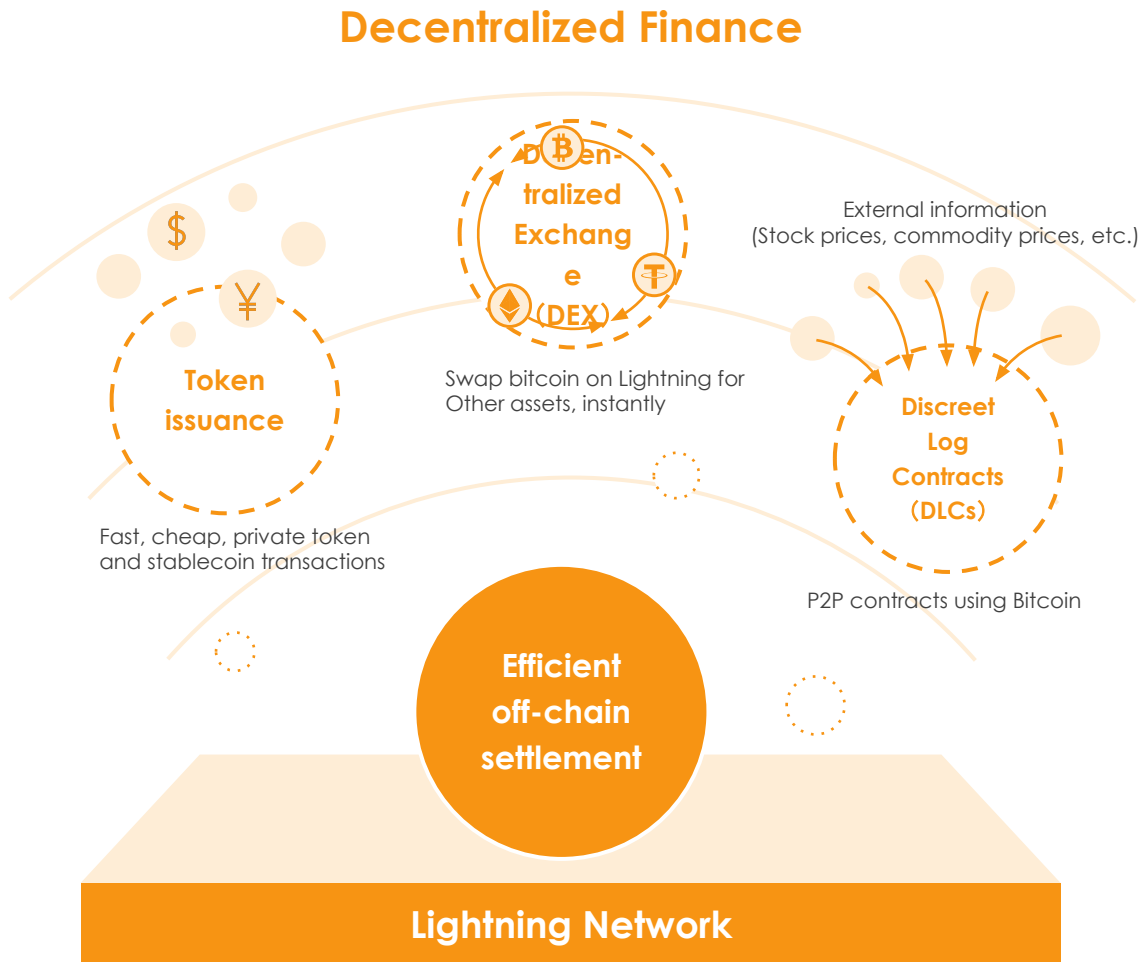 Decentralized Finance
$
¥
en-
tralized
Exchang
e
(DEX)
External information
(Stock prices, commodity prices, etc.)
Token
issuance
Swap bitcoin on Lightning for
Other assets, instantly
Discreet
Log
Contracts
(DLCs)
Fast, cheap, private token
and stablecoin transactions
P2P contracts using Bitcoin
Efficient
off-chain
settlement
Lightning Network